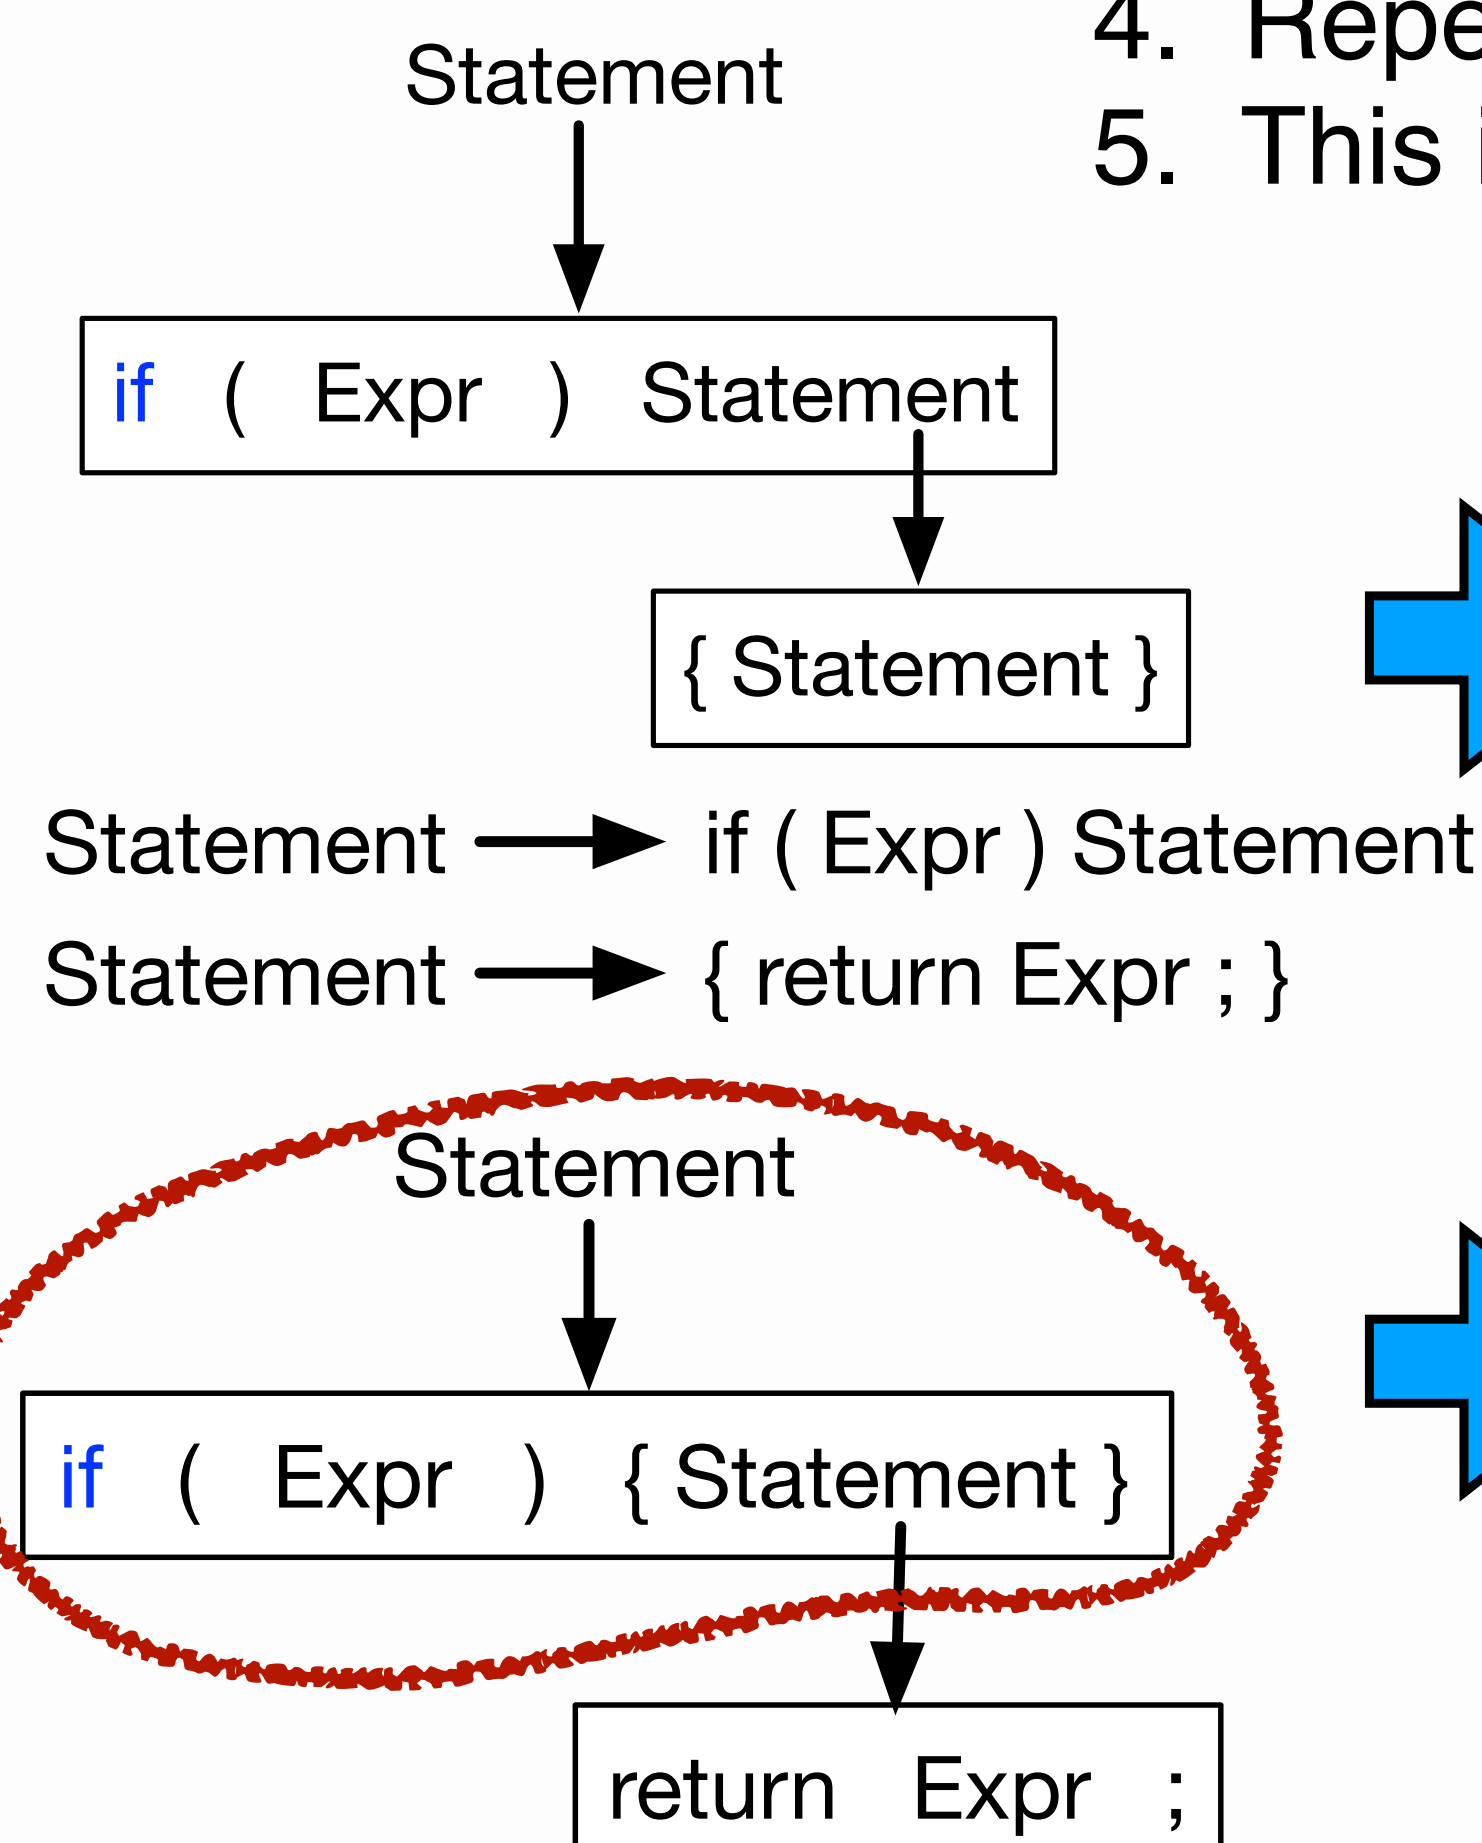 4. Repe
5. This i
Statement
if ( Expr ) Statement
{ Statement }
Statement if ( Expr ) Statement
Statement { return Expr ; }
Statement
if ( Expr ) { Statement }
return Expr ;